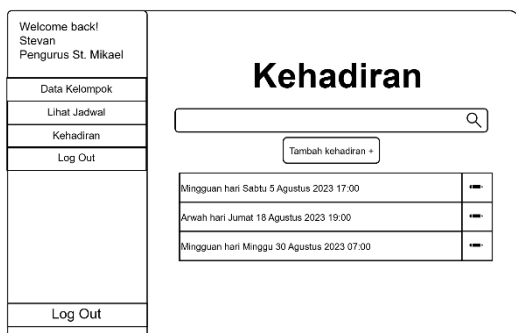 Welcome back!
Stevan
Pengurus St. Mikael
Data Kelompok
Lihat Jadwal
Kehadiran
Log Out
Log Out
Kehadiran
Tambah kehadiran +
Mingguan hari Sabtu 5 Agustus 2023 17:00
Arwah hari Jumat 18 Agustus 2023 19:00
Mingguan hari Minggu 30 Agustus 2023 07:00